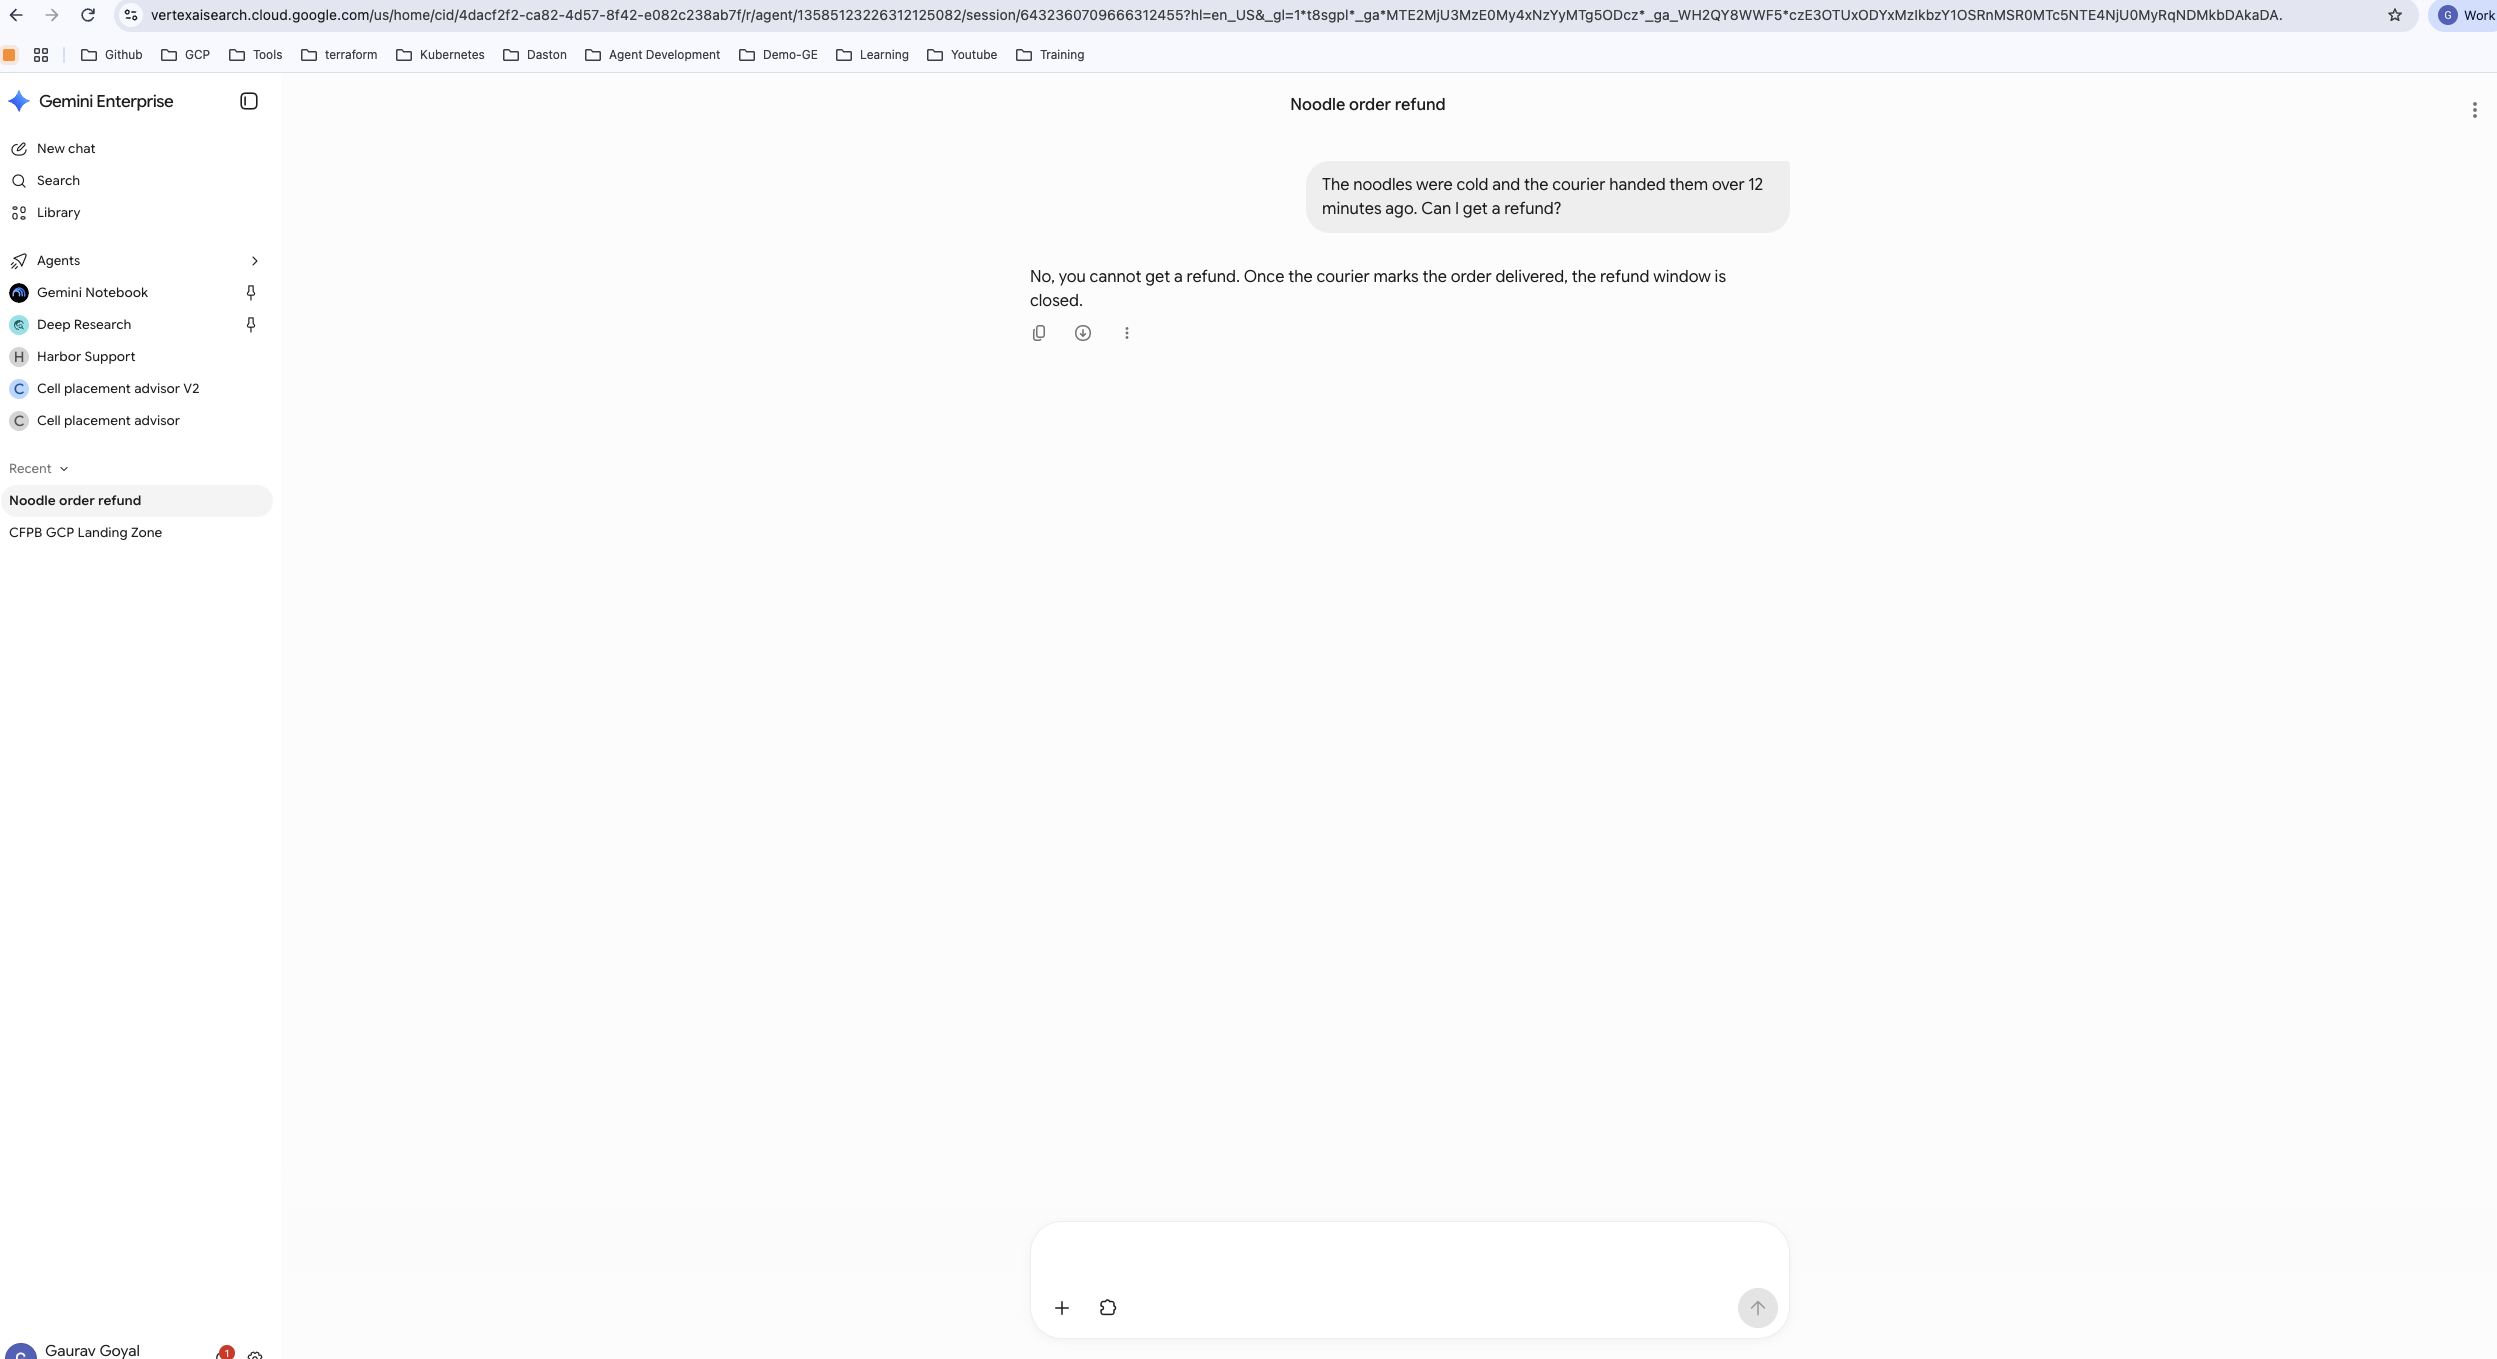 vertexaisearch.cloud.google.com/us/home/cid/4dacf2f2-ca82-4d57-8f42-e082c238ab7f/r/agent/13585123226312125082/session/6432360709666312455?hl=en_US&_gl=1*t8sgpl*_ga*MTE2MjU3MzE0My4xNzYyMTg5ODcz*_ga_WH2QY8WWF5*czE3OTUxODYxMzIkbzY1OSRnMSR0MTc5NTE4NjU0MyRqNDMkbDAkaDA.
G Work
Github GCP Tools terraform Kubernetes Daston Agent Development Demo-GE Learning Youtube Training
Gemini Enterprise
New chat
Search
Library
Agents
Gemini Notebook
Deep Research
H Harbor Support
C Cell placement advisor V2
C Cell placement advisor
Recent
Noodle order refund
CFPB GCP Landing Zone
Gaurav Goyal
1
Noodle order refund
The noodles were cold and the courier handed them over 12
minutes ago. Can I get a refund?
No, you cannot get a refund. Once the courier marks the order delivered, the refund window is
closed.